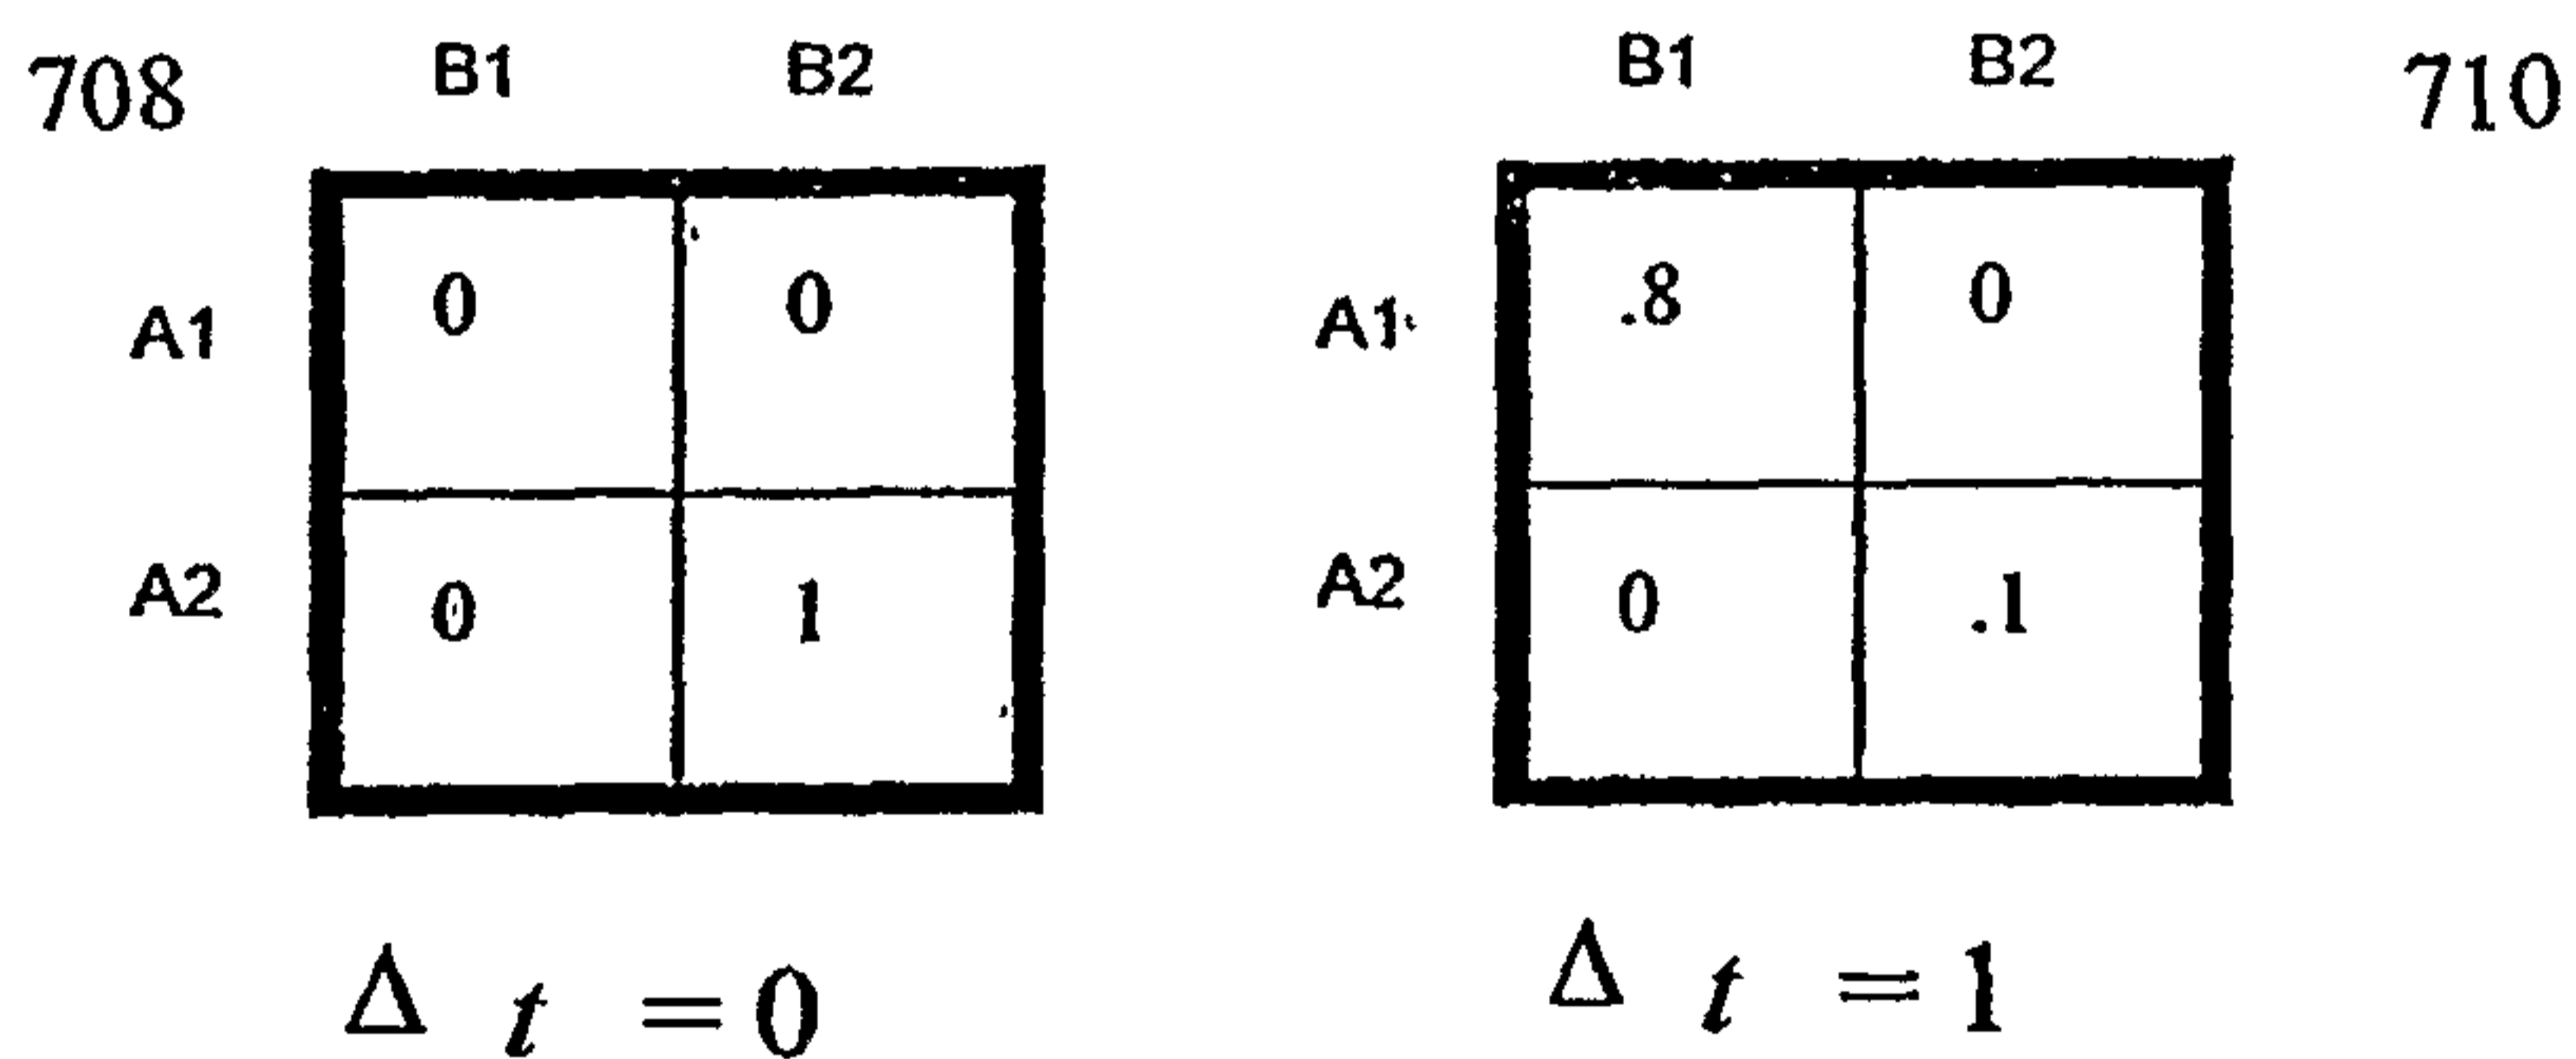 708 B1 B2 B1 B2 710
A1 0 0 A1 .8 0
A2 0 1 A2 0 .1
Δ t = 0 Δ t = 1